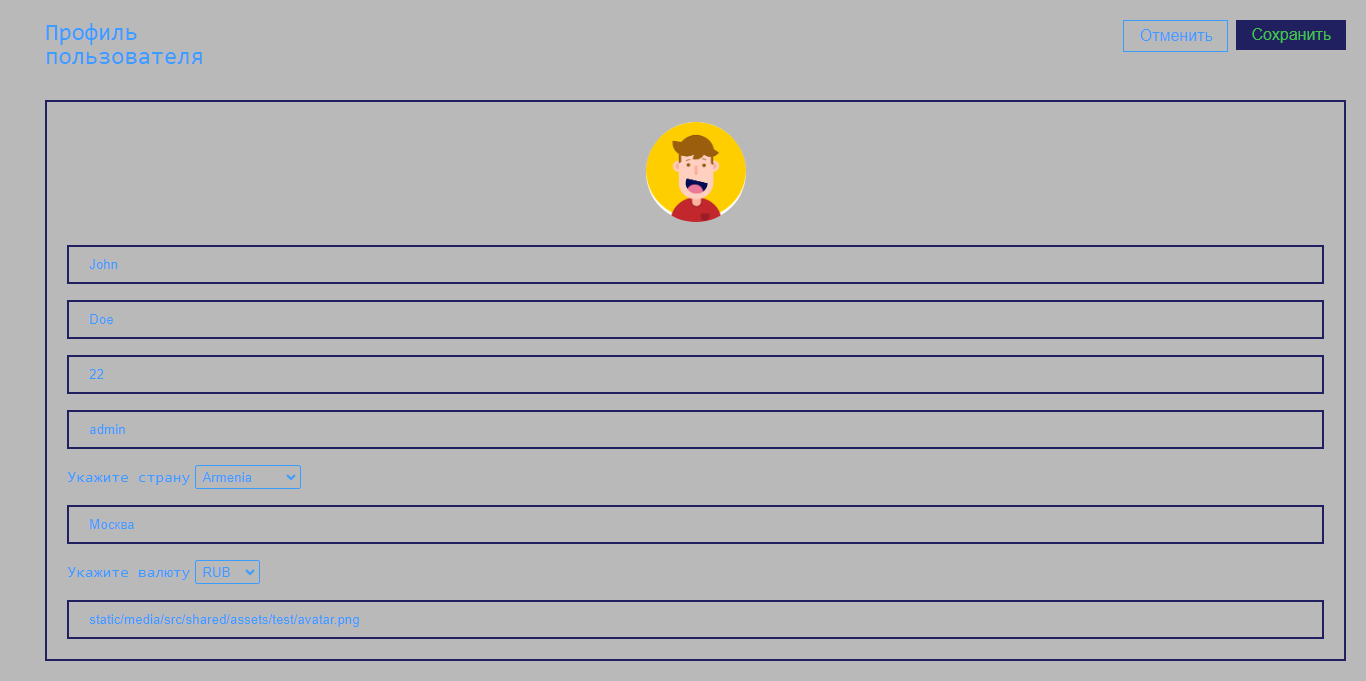 Профиль
пользователя
Отменить
Сохранить
John
Doe
22
admin
Укажите страну Armenia
Москва
Укажите валюту RUB
static/media/src/shared/assets/test/avatar.png